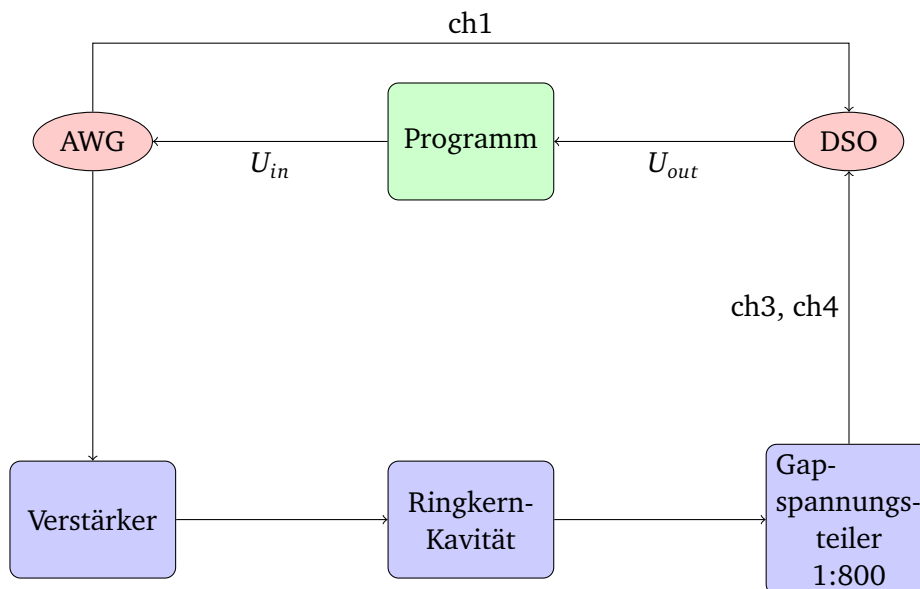 ch1
AWG
Programm
DSO
U_in
U_out
ch3, ch4
Verstärker
Ringkern-
Kavität
Gap-
spannungs-
teiler
1:800